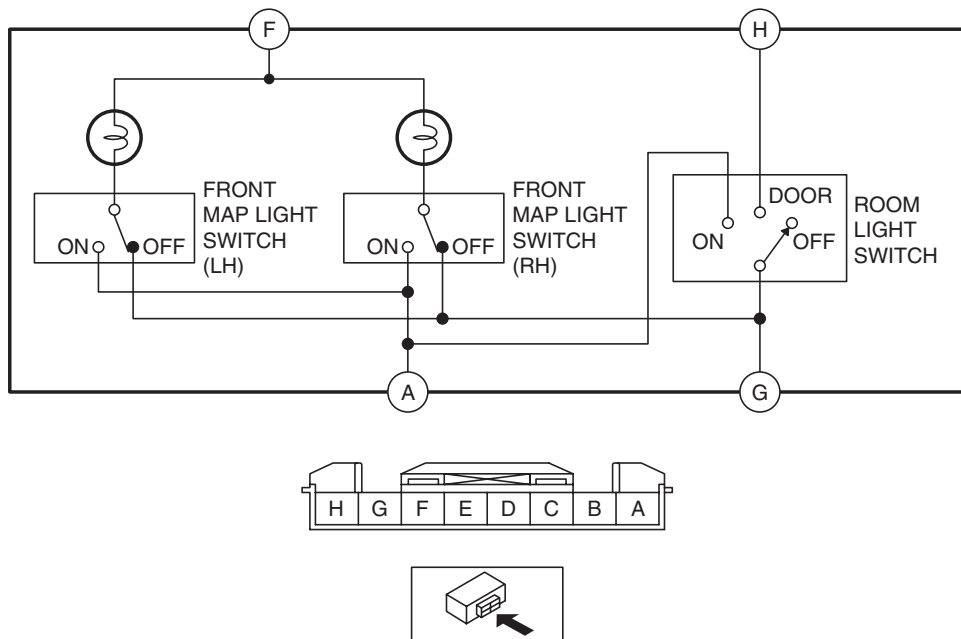 F
H
FRONT
MAP LIGHT
SWITCH
(LH)
ON
OFF
FRONT
MAP LIGHT
SWITCH
(RH)
ON
OFF
DOOR
ON
OFF
ROOM
LIGHT
SWITCH
A
G
H G F E D C B A